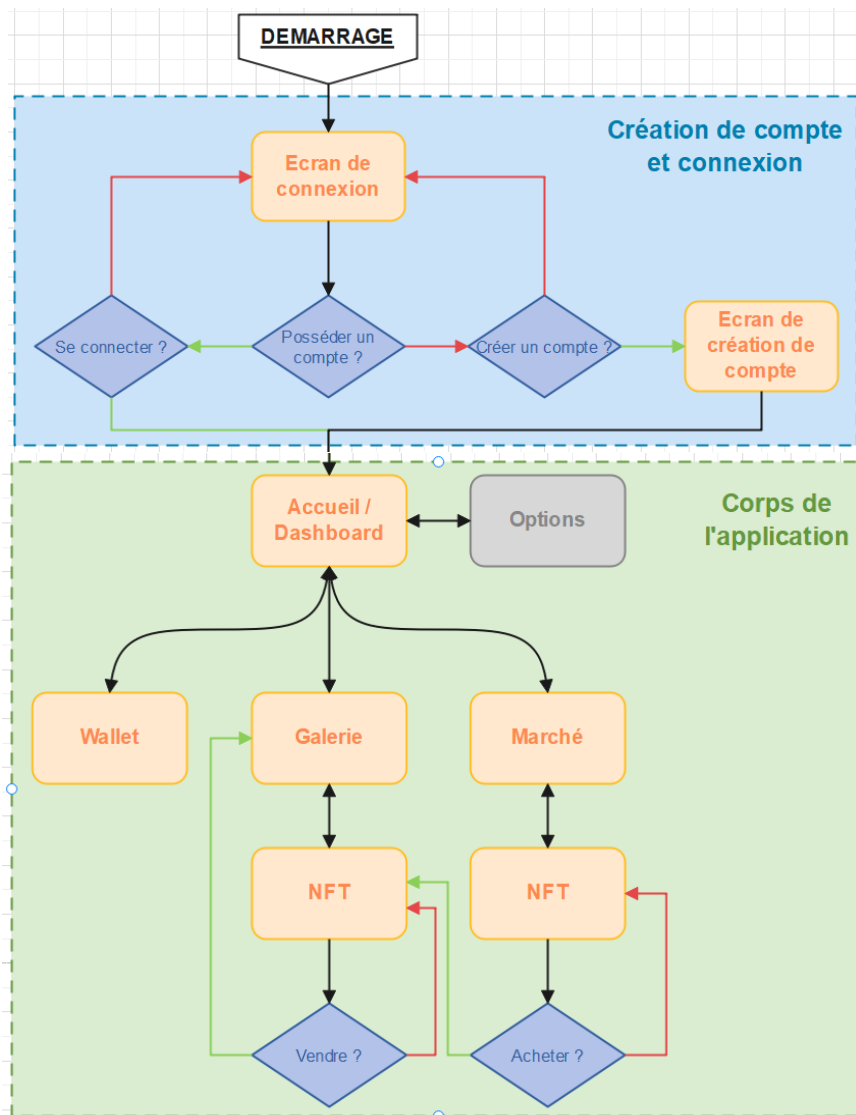 DEMARRAGE
Création de compte
et connexion
Ecran de
connexion
Se connecter ?
Posséder un
compte ?
Créer un compte ?
Ecran de
création de
compte
Accueil /
Dashboard
Options
Corps de
l'application
Wallet
Galerie
Marché
NFT
NFT
Vendre ?
Acheter ?